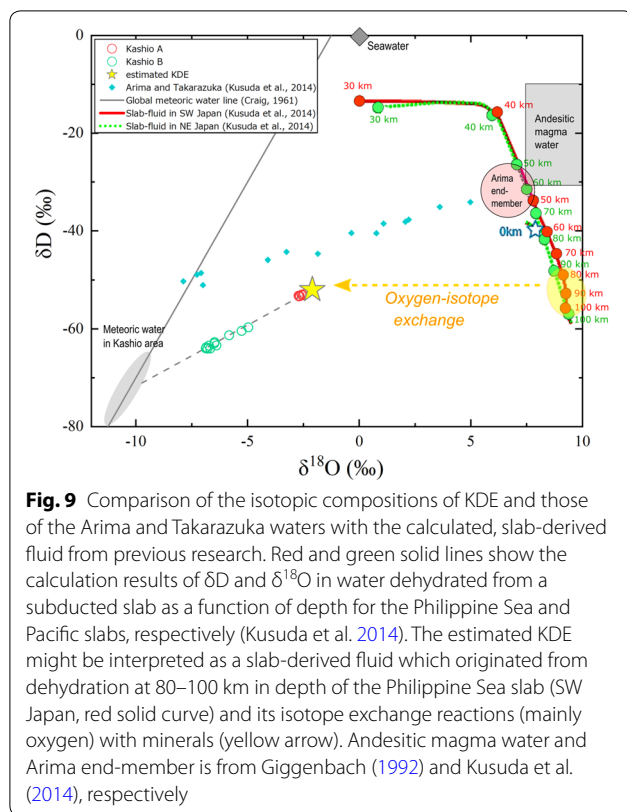 0
-20
-40
-60
-80
δD (‰)
-10
-5
0
5
10
δ18O (‰)
Kashio A
Kashio B
estimated KDE
Arima and Takarazuka (Kusuda et al., 2014)
Global meteoric water line (Craig, 1961)
Slab-fluid in SW Japan (Kusuda et al., 2014)
Slab-fluid in NE Japan (Kusuda et al., 2014)
Seawater
30 km
30 km
40 km
40 km
Andesitic
magma
water
50 km
60 km
Arima
end-
member
50 km
70 km
0km
60 km
80 km
70 km
90 km
80 km
90 km
100 km
100 km
Oxygen-isotope
exchange
Meteoric water
in Kashio area
Fig. 9 Comparison of the isotopic compositions of KDE and those
of the Arima and Takarazuka waters with the calculated, slab-derived
fluid from previous research. Red and green solid lines show the
calculation results of δD and δ18O in water dehydrated from a
subducted slab as a function of depth for the Philippine Sea and
Pacific slabs, respectively (Kusuda et al. 2014). The estimated KDE
might be interpreted as a slab-derived fluid which originated from
dehydration at 80–100 km in depth of the Philippine Sea slab (SW
Japan, red solid curve) and its isotope exchange reactions (mainly
oxygen) with minerals (yellow arrow). Andesitic magma water and
Arima end-member is from Giggenbach (1992) and Kusuda et al.
(2014), respectively